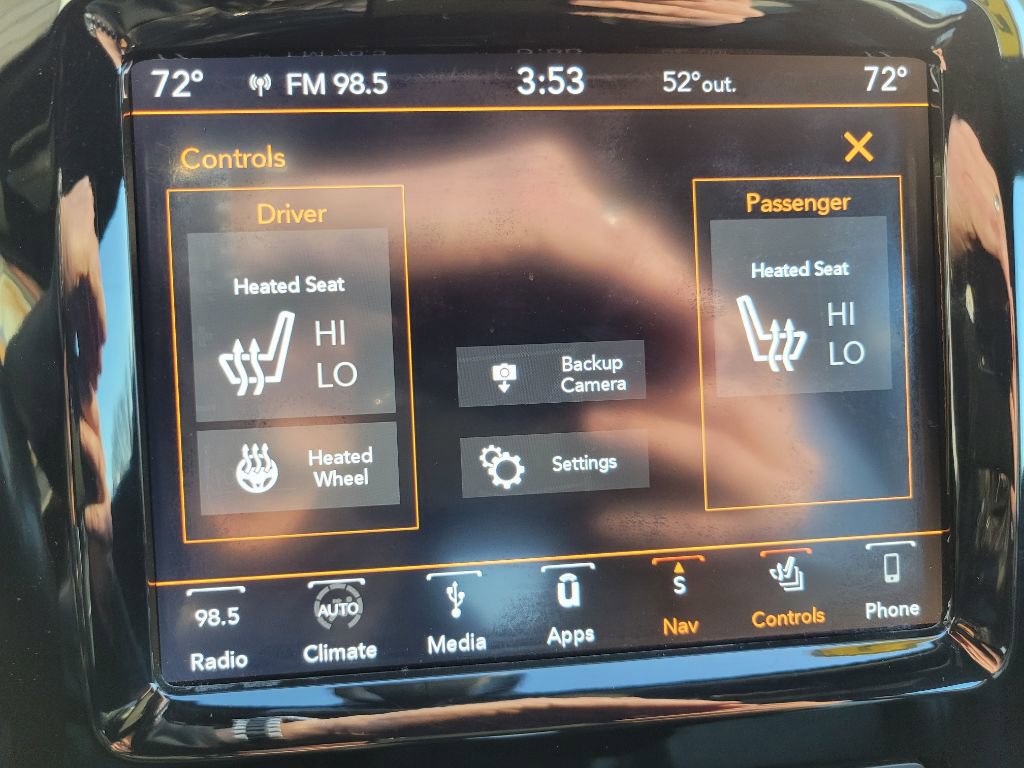 72° FM 98.5 3:53 52° out. 72°
Controls
Driver
Heated Seat
HI
LO
Heated
Wheel
Backup
Camera
Settings
Passenger
Heated Seat
HI
LO
98.5
Radio
AUTO
Climate
Media
u
Apps
S
Nav
Controls
Phone